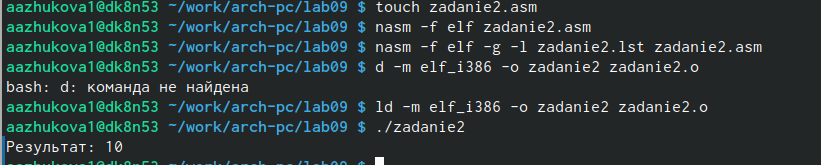 aazhukova1@dk8n53 ~/work/arch-pc/lab09 $ touch zadanie2.asm
aazhukova1@dk8n53 ~/work/arch-pc/lab09 $ nasm -f elf zadanie2.asm
aazhukova1@dk8n53 ~/work/arch-pc/lab09 $ nasm -f elf -g -l zadanie2.lst zadanie2.asm
aazhukova1@dk8n53 ~/work/arch-pc/lab09 $ d -m elf_i386 -o zadanie2 zadanie2.o
bash: d: команда не найдена
aazhukova1@dk8n53 ~/work/arch-pc/lab09 $ ld -m elf_i386 -o zadanie2 zadanie2.o
aazhukova1@dk8n53 ~/work/arch-pc/lab09 $ ./zadanie2
Результат: 10
aazhukova1@dk8n53 ~/work/arch-pc/lab09 $